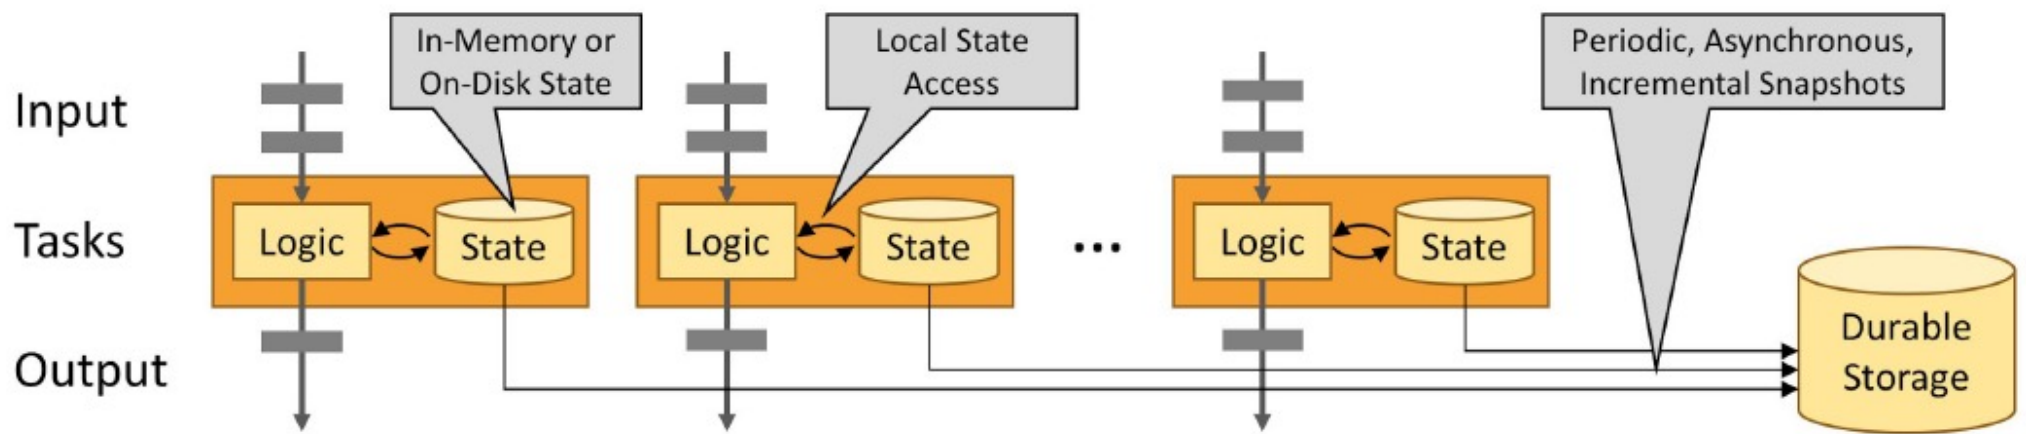 In-Memory or
On-Disk State
Local State
Access
Periodic, Asynchronous,
Incremental Snapshots
Input
Tasks
Logic
State
Logic
State
...
Logic
State
Durable
Storage
Output